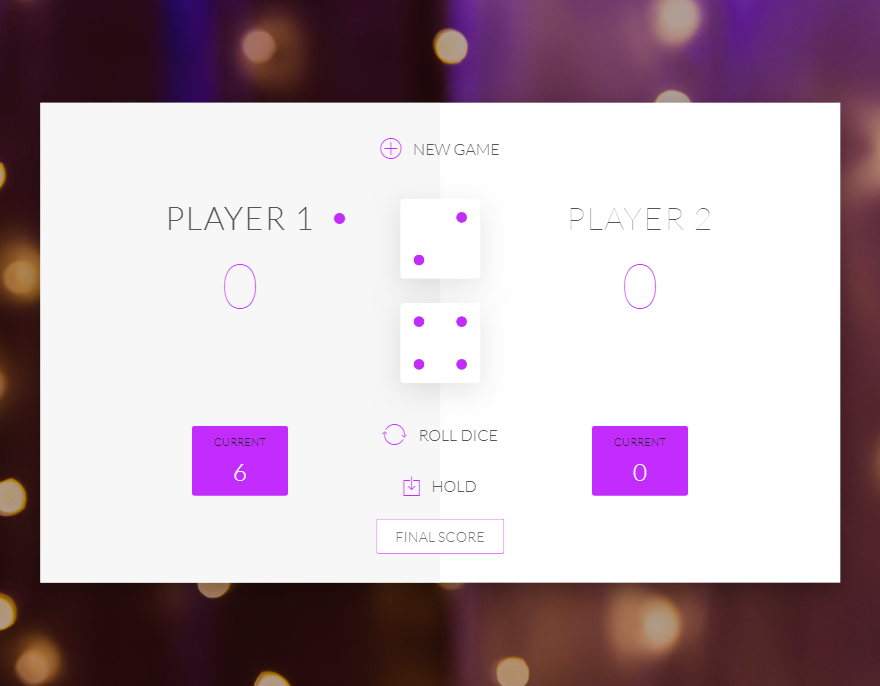 NEW GAME
PLAYER 1
PLAYER 2
0
0
CURRENT
6
ROLL DICE
CURRENT
0
HOLD
FINAL SCORE